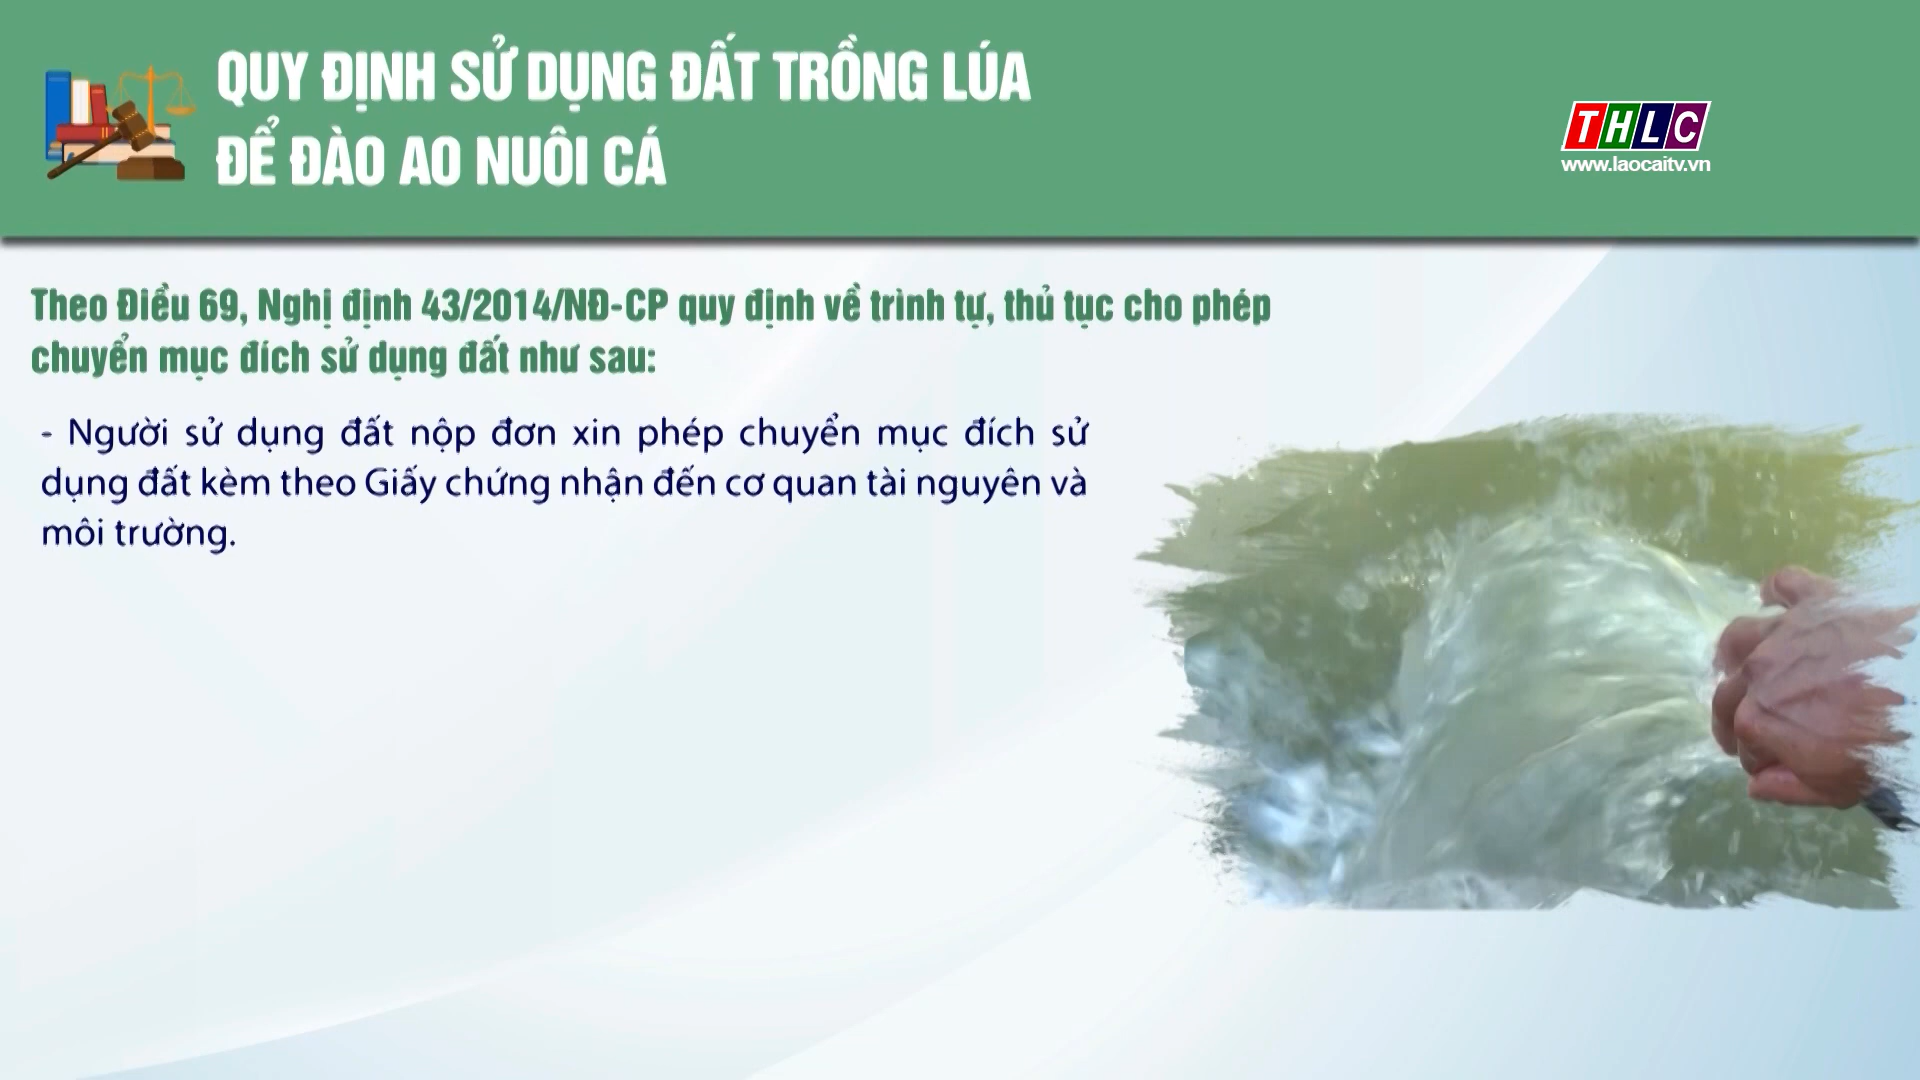 QUY ĐỊNH SỬ DỤNG ĐẤT TRỒNG LÚA
ĐỂ ĐÀO AO NUÔI CÁ
THLC
www.laocaitv.vn
Theo Điều 69, Nghị định 43/2014/NĐ-CP quy định về trình tự, thủ tục cho phép
chuyển mục đích sử dụng đất như sau:
- Người sử dụng đất nộp đơn xin phép chuyển mục đích sử
dụng đất kèm theo Giấy chứng nhận đến cơ quan tài nguyên và
môi trường.